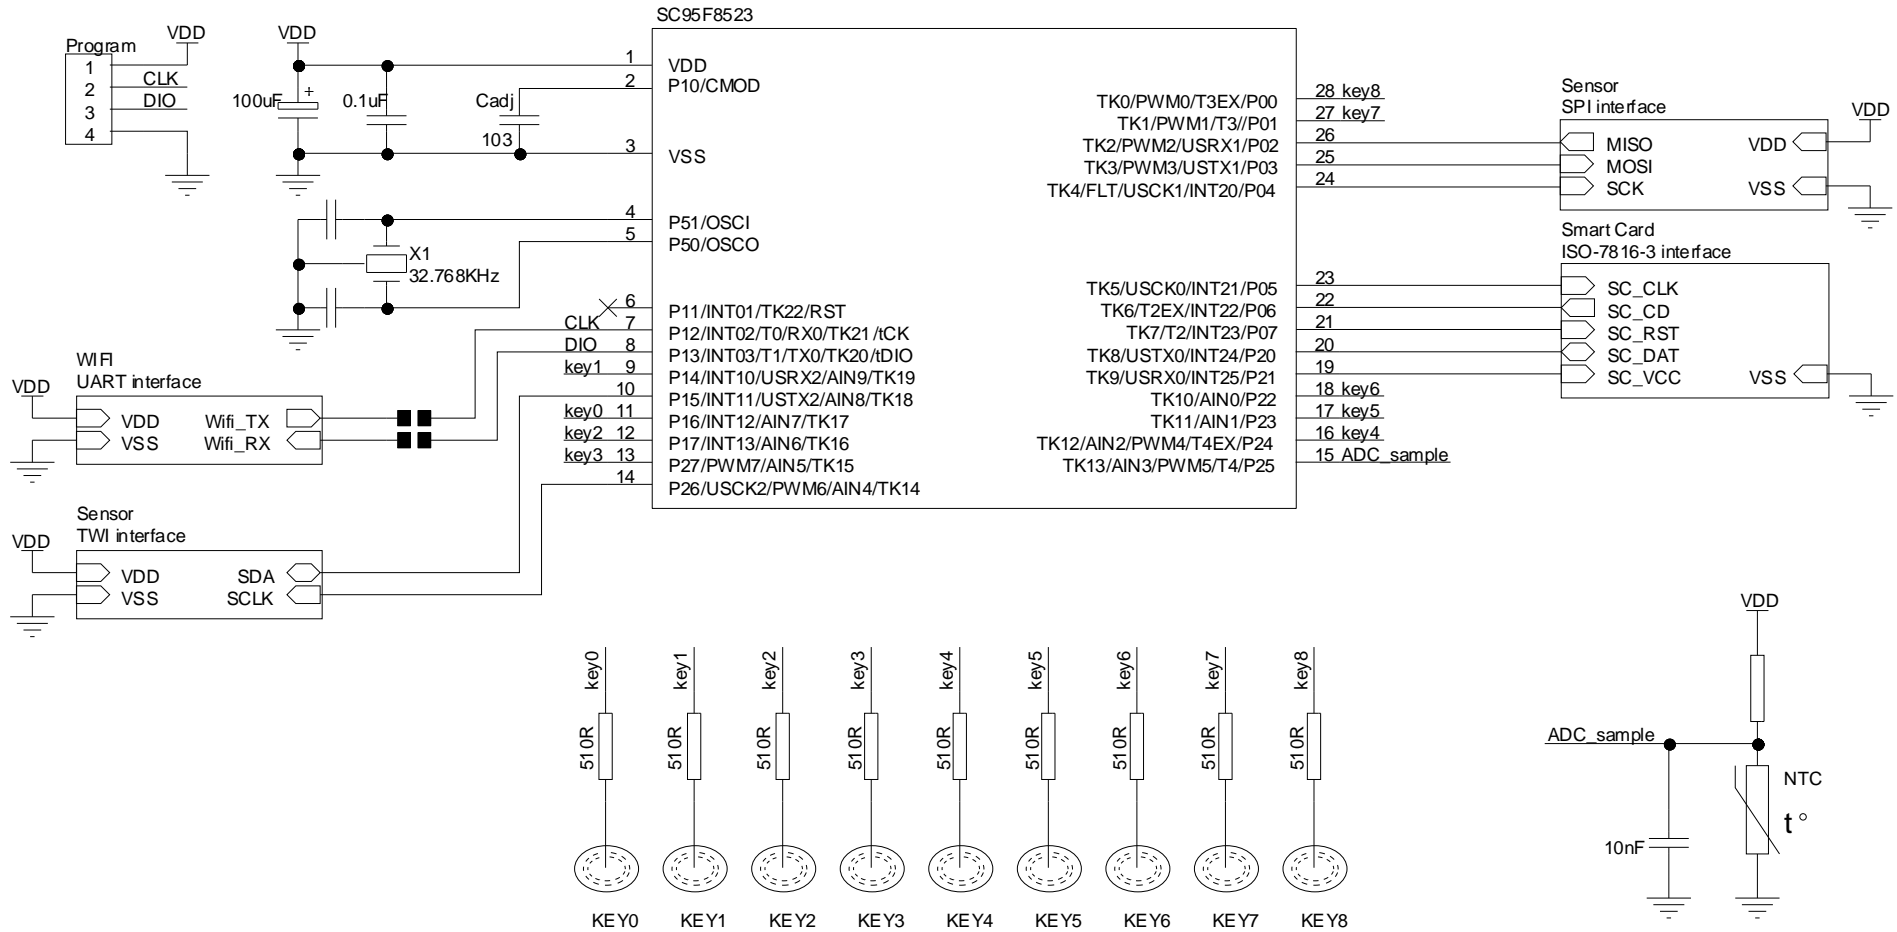 SC95F8523
Program
1
2
3
4
VDD
CLK
DIO
VDD
100uF
+
0.1uF
Cadj
103
X1
32.768KHz
1
2
3
4
5
6
7
8
9
10
11
12
13
14
CLK
DIO
key1
key0
key2
key3
VDD
P10/CMOD
VSS
P51/OSCI
P50/OSCO
P11/INT01/TK22/RST
P12/INT02/T0/RX0/TK21/tCK
P13/INT03/T1/TX0/TK20/tDIO
P14/INT10/USRX2/AIN9/TK19
P15/INT11/USTX2/AIN8/TK18
P16/INT12/AIN7/TK17
P17/INT13/AIN6/TK16
P27/PWM7/AIN5/TK15
P26/USCK2/PWM6/AIN4/TK14
TK0/PWM0/T3EX/P00
TK1/PWM1/T3//P01
TK2/PWM2/USRX1/P02
TK3/PWM3/USTX1/P03
TK4/FLT/USCK1/INT20/P04
TK5/USCK0/INT21/P05
TK6/T2EX/INT22/P06
TK7/T2/INT23/P07
TK8/USTX0/INT24/P20
TK9/USRX0/INT25/P21
TK10/AIN0/P22
TK11/AIN1/P23
TK12/AIN2/PWM4/T4EX/P24
TK13/AIN3/PWM5/T4/P25
28 key8
27 key7
26
25
24
23
22
21
20
19
18 key6
17 key5
16 key4
15 ADC_sample
Sensor
SPI interface
MISO
MOSI
SCK
VDD
VSS
VDD
Smart Card
ISO-7816-3 interface
SC_CLK
SC_CD
SC_RST
SC_DAT
SC_VCC
VSS
WIFI
UART interface
VDD
VDD
VSS
Wifi_TX
Wifi_RX
Sensor
TWI interface
VDD
VDD
VSS
SDA
SCLK
key0
key1
key2
key3
key4
key5
key6
key7
key8
510R
510R
510R
510R
510R
510R
510R
510R
510R
KEY0
KEY1
KEY2
KEY3
KEY4
KEY5
KEY6
KEY7
KEY8
VDD
ADC_sample
NTC
t °
10nF